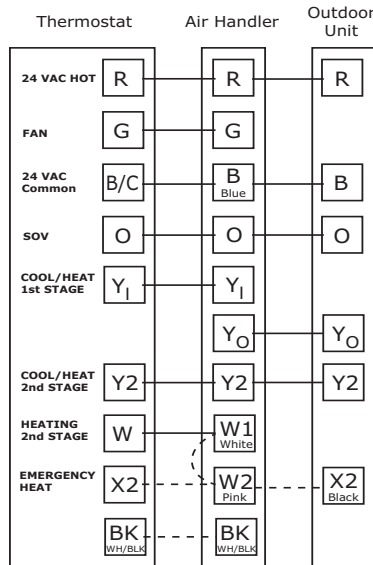 Thermostat Air Handler Outdoor Unit
24 VAC HOT R R R
FAN G G
24 VAC Common B/C B Blue B
SOV O O O
COOL/HEAT 1st STAGE YI YI
YO YO
COOL/HEAT 2nd STAGE Y2 Y2 Y2
HEATING 2nd STAGE W W1 White
EMERGENCY HEAT X2 W2 Pink X2 Black
BK WH/BLK BK WH/BLK